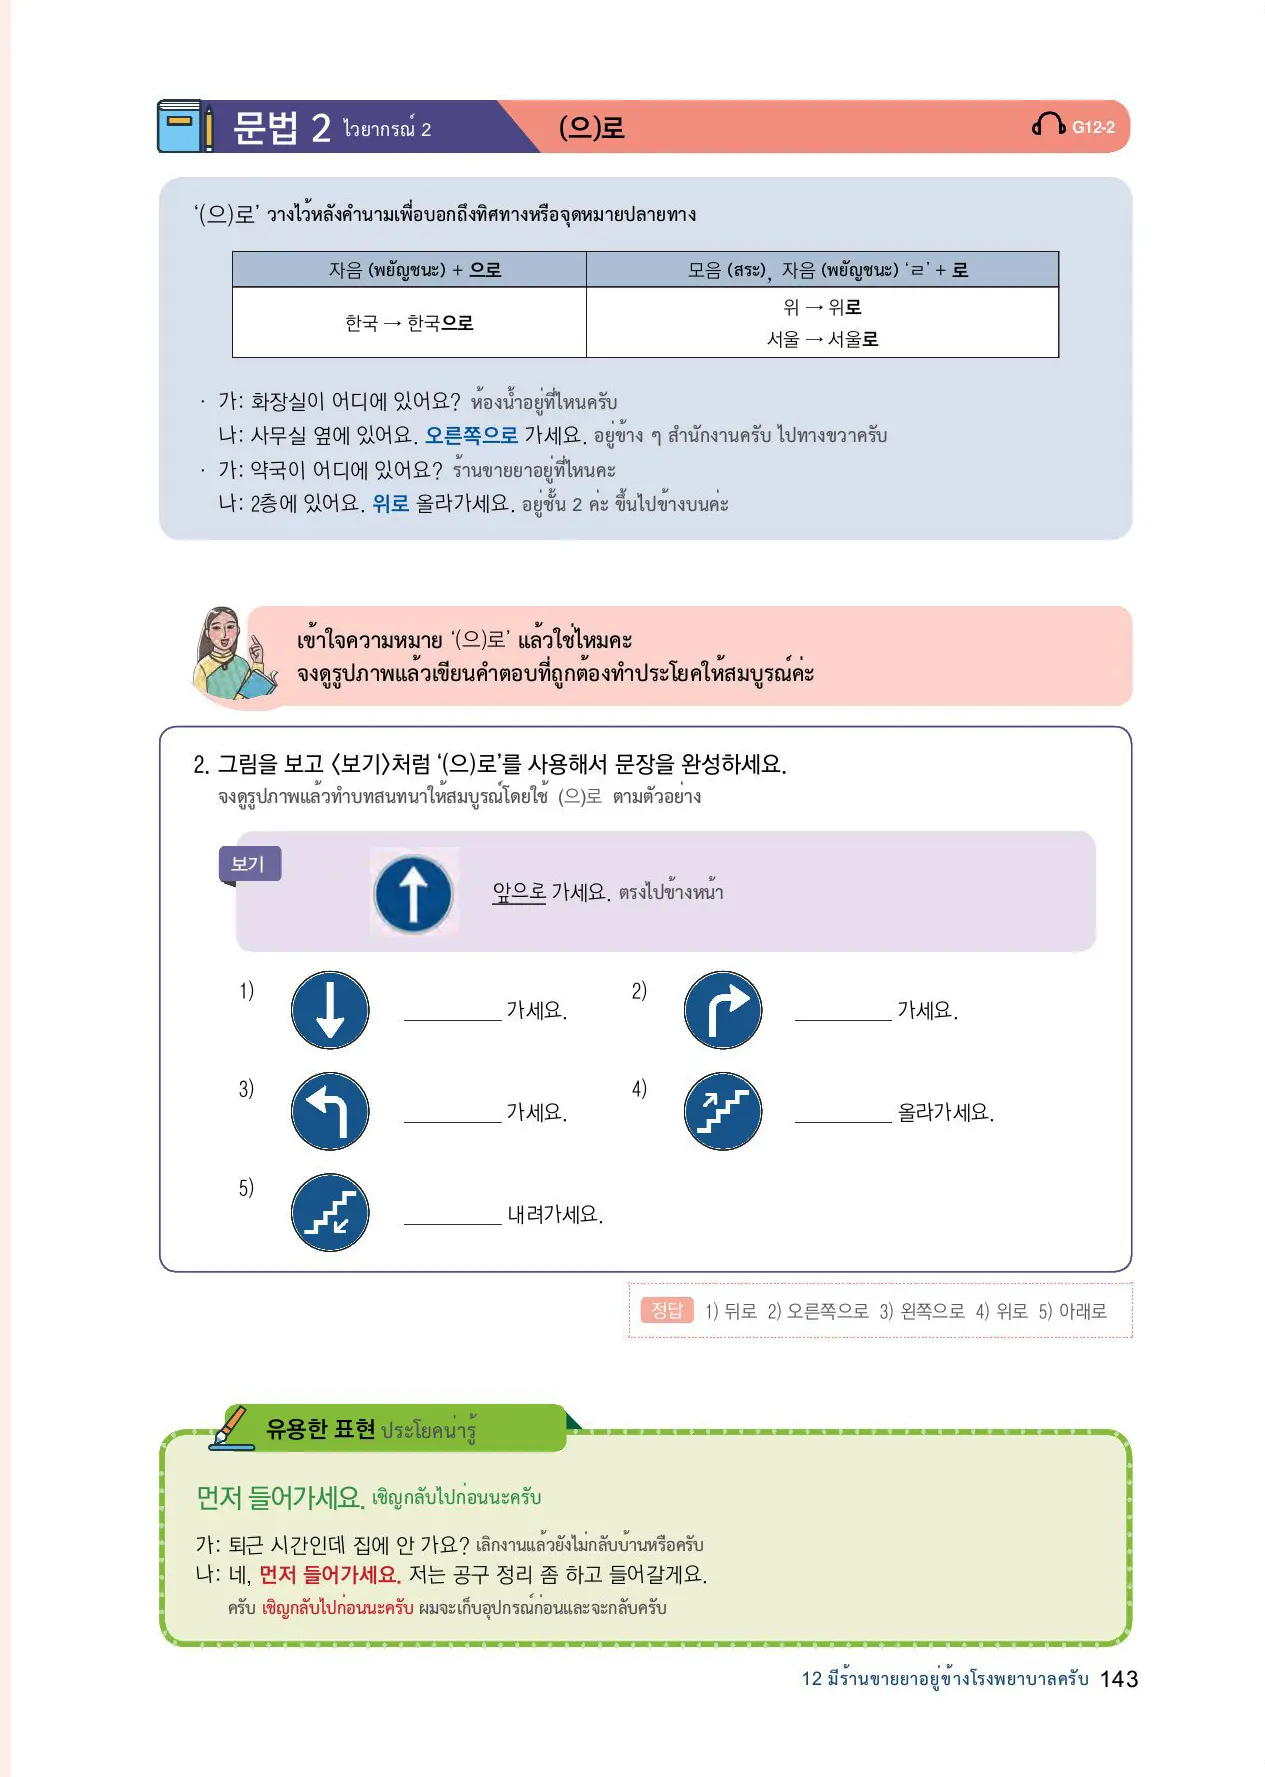 문법 2 ไวยากรณ์ 2 (으)로 G12-2
‘(으)로’ วางไว้หลังคำนามเพื่อบอกถึงทิศทางหรือจุดหมายปลายทาง
자음 (พยัญชนะ) + 으로 모음 (สระ), 자음 (พยัญชนะ) ‘ㄹ’ + 로
한국 → 한국으로
위 → 위로
서울 → 서울로
· 가: 화장실이 어디에 있어요? ห้องน้ำอยู่ที่ไหนครับ
나: 사무실 옆에 있어요. 오른쪽으로 가세요. อยู่ข้าง ๆ สำนักงานครับ ไปทางขวาครับ
· 가: 약국이 어디에 있어요? ร้านขายยาอยู่ที่ไหนคะ
나: 2층에 있어요. 위로 올라가세요. อยู่ชั้น 2 ค่ะ ขึ้นไปข้างบนค่ะ
เข้าใจความหมาย ‘(으)로’ แล้วใช่ไหมคะ
จงดูรูปภาพแล้วเขียนคำตอบที่ถูกต้องทำประโยคให้สมบูรณ์ค่ะ
2. 그림을 보고 〈보기〉처럼 ‘(으)로’를 사용해서 문장을 완성하세요.
จงดูรูปภาพแล้วทำบทสนทนาให้สมบูรณ์โดยใช้ (으)로 ตามตัวอย่าง
보기
앞으로 가세요. ตรงไปข้างหน้า
1) ________ 가세요. 2) ________ 가세요.
3) ________ 가세요. 4) ________ 올라가세요.
5) ________ 내려가세요.
정답 1) 뒤로 2) 오른쪽으로 3) 왼쪽으로 4) 위로 5) 아래로
유용한 표현 ประโยคน่ารู้
먼저 들어가세요. เชิญกลับไปก่อนนะครับ
가: 퇴근 시간인데 집에 안 가요? เลิกงานแล้วยังไม่กลับบ้านหรือครับ
나: 네, 먼저 들어가세요. 저는 공구 정리 좀 하고 들어갈게요.
ครับ เชิญกลับไปก่อนนะครับ ผมจะเก็บอุปกรณ์ก่อนและจะกลับครับ
12 มีร้านขายยาอยู่ข้างโรงพยาบาลครับ 143